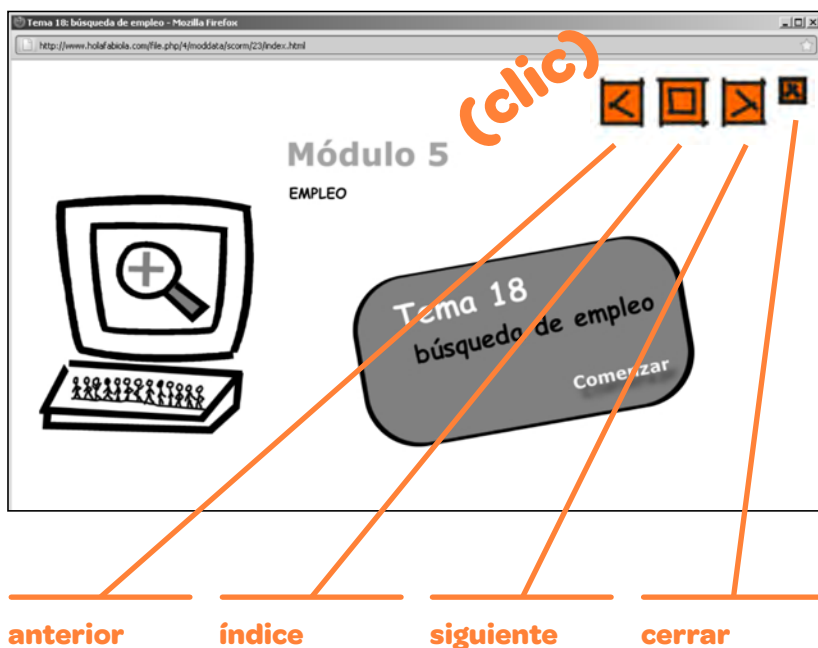 Tema 18: búsqueda de empleo - Mozilla Firefox
http://www.holafabiola.com/file.php/4/moddata/scorm/23/index.html
(clic)
Módulo 5
EMPLEO
Tema 18
búsqueda de empleo
Comenzar
anterior índice siguiente cerrar